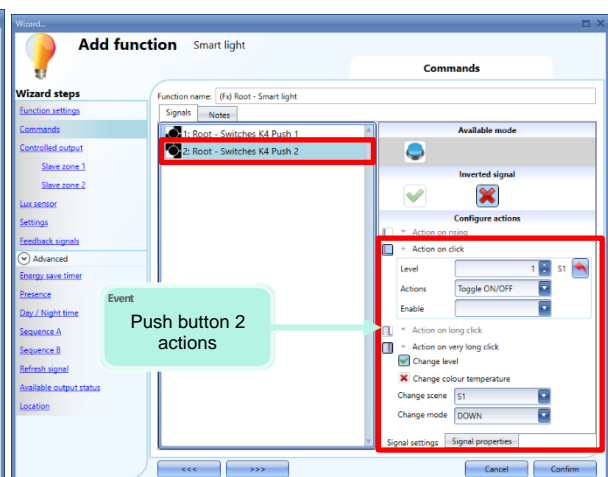 Wizard...
Add function Smart light
Commands
Wizard steps
Function settings
Commands
Controlled output
Slave zone 1
Slave zone 2
Lux sensor
Settings
Feedback signals
Advanced
Energy save timer
Presence
Day / Night time
Sequence A
Sequence B
Refresh signal
Available output status
Location
Function name: (Fx) Root - Smart light
Signals Notes
1: Root - Switches K4 Push 1
2: Root - Switches K4 Push 2
Event
Push button 2
actions
Available mode
Inverted signal
Configure actions
Action on rising
Action on click
Level 1 S1
Actions Toggle ON/OFF
Enable
Action on long click
Action on very long click
Change level
Change colour temperature
Change scene S1
Change mode DOWN
Signal settings Signal properties
<<< >>> Cancel Confirm